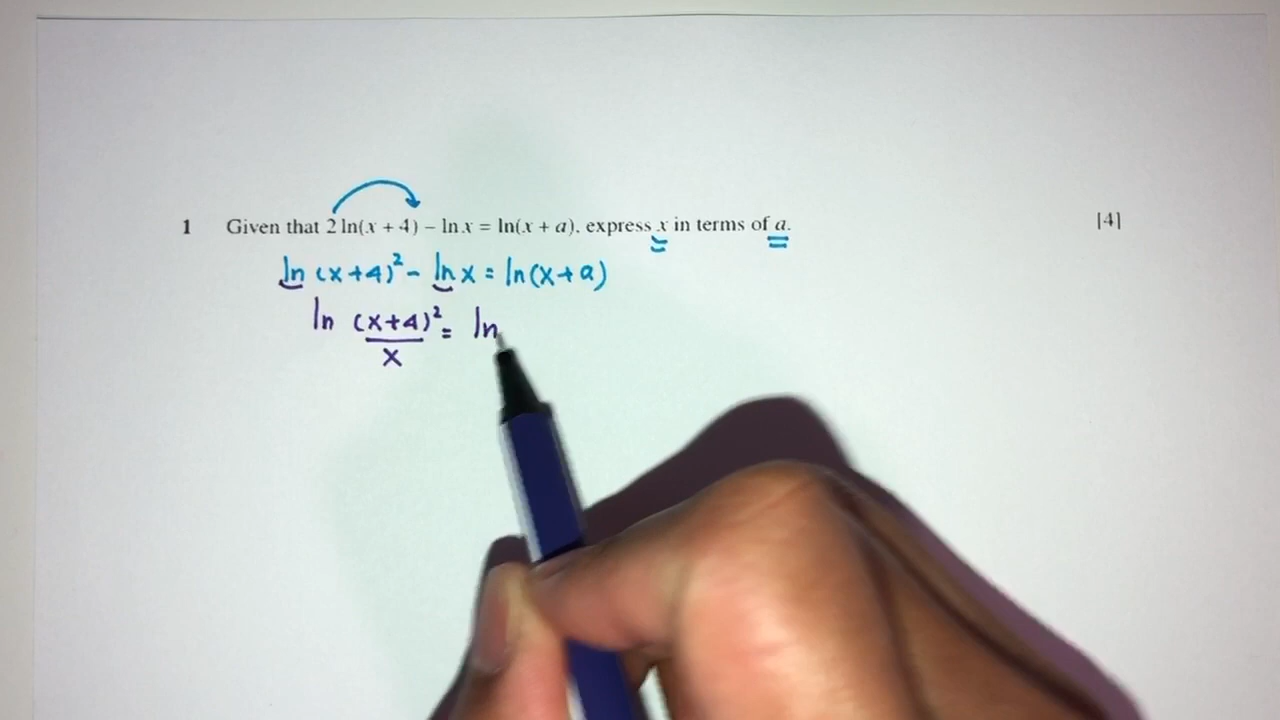 1 Given that 2 ln(x + 4) − ln x = ln(x + a), express x in terms of a. [4]
ln (x+4)² - ln x = ln(x+a)
ln (x+4)² = ln
x